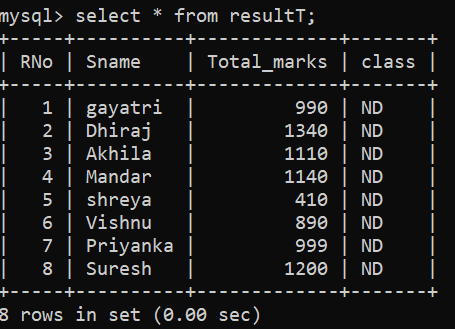 mysql> select * from resultT;
+-----+----------+-------------+-------+
| RNo | Sname    | Total_marks | class |
+-----+----------+-------------+-------+
|   1 | gayatri  |         990 | ND    |
|   2 | Dhiraj   |        1340 | ND    |
|   3 | Akhila   |        1110 | ND    |
|   4 | Mandar   |        1140 | ND    |
|   5 | shreya   |         410 | ND    |
|   6 | Vishnu   |         890 | ND    |
|   7 | Priyanka |         999 | ND    |
|   8 | Suresh   |        1200 | ND    |
+-----+----------+-------------+-------+
8 rows in set (0.00 sec)